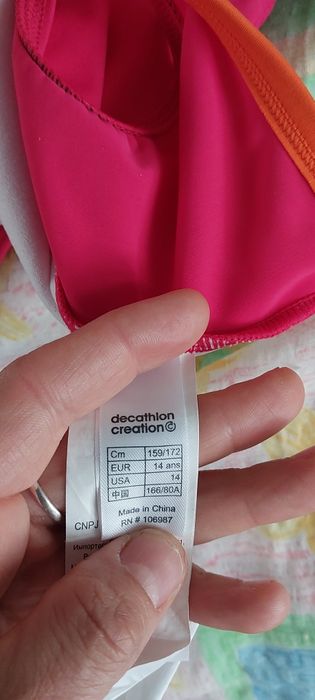 decathlon
creation©
Cm 159/172
EUR 14 ans
USA 14
中国 166/80A
Made in China
RN # 106987
CNPJ